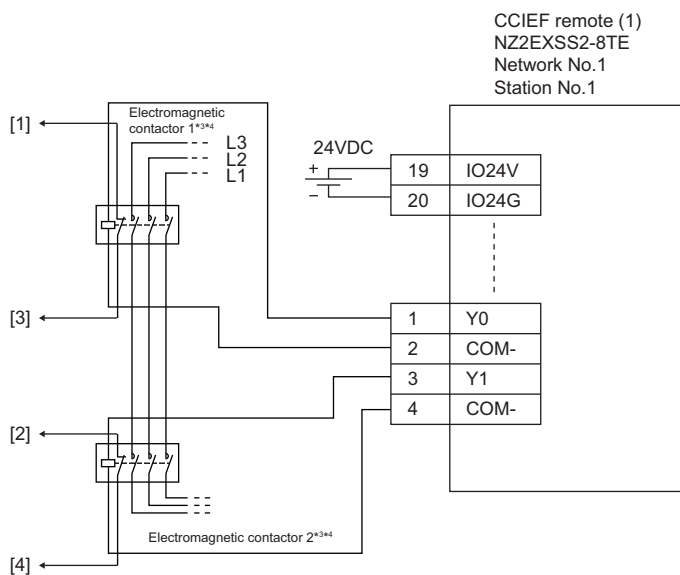 CCIEF remote (1)
NZ2EXSS2-8TE
Network No.1
Station No.1
[1]
Electromagnetic
contactor 1*3*4
L3
L2
L1
24VDC
+
–
19 IO24V
20 IO24G
[3]
1 Y0
2 COM-
3 Y1
4 COM-
[2]
Electromagnetic contactor 2*3*4
[4]